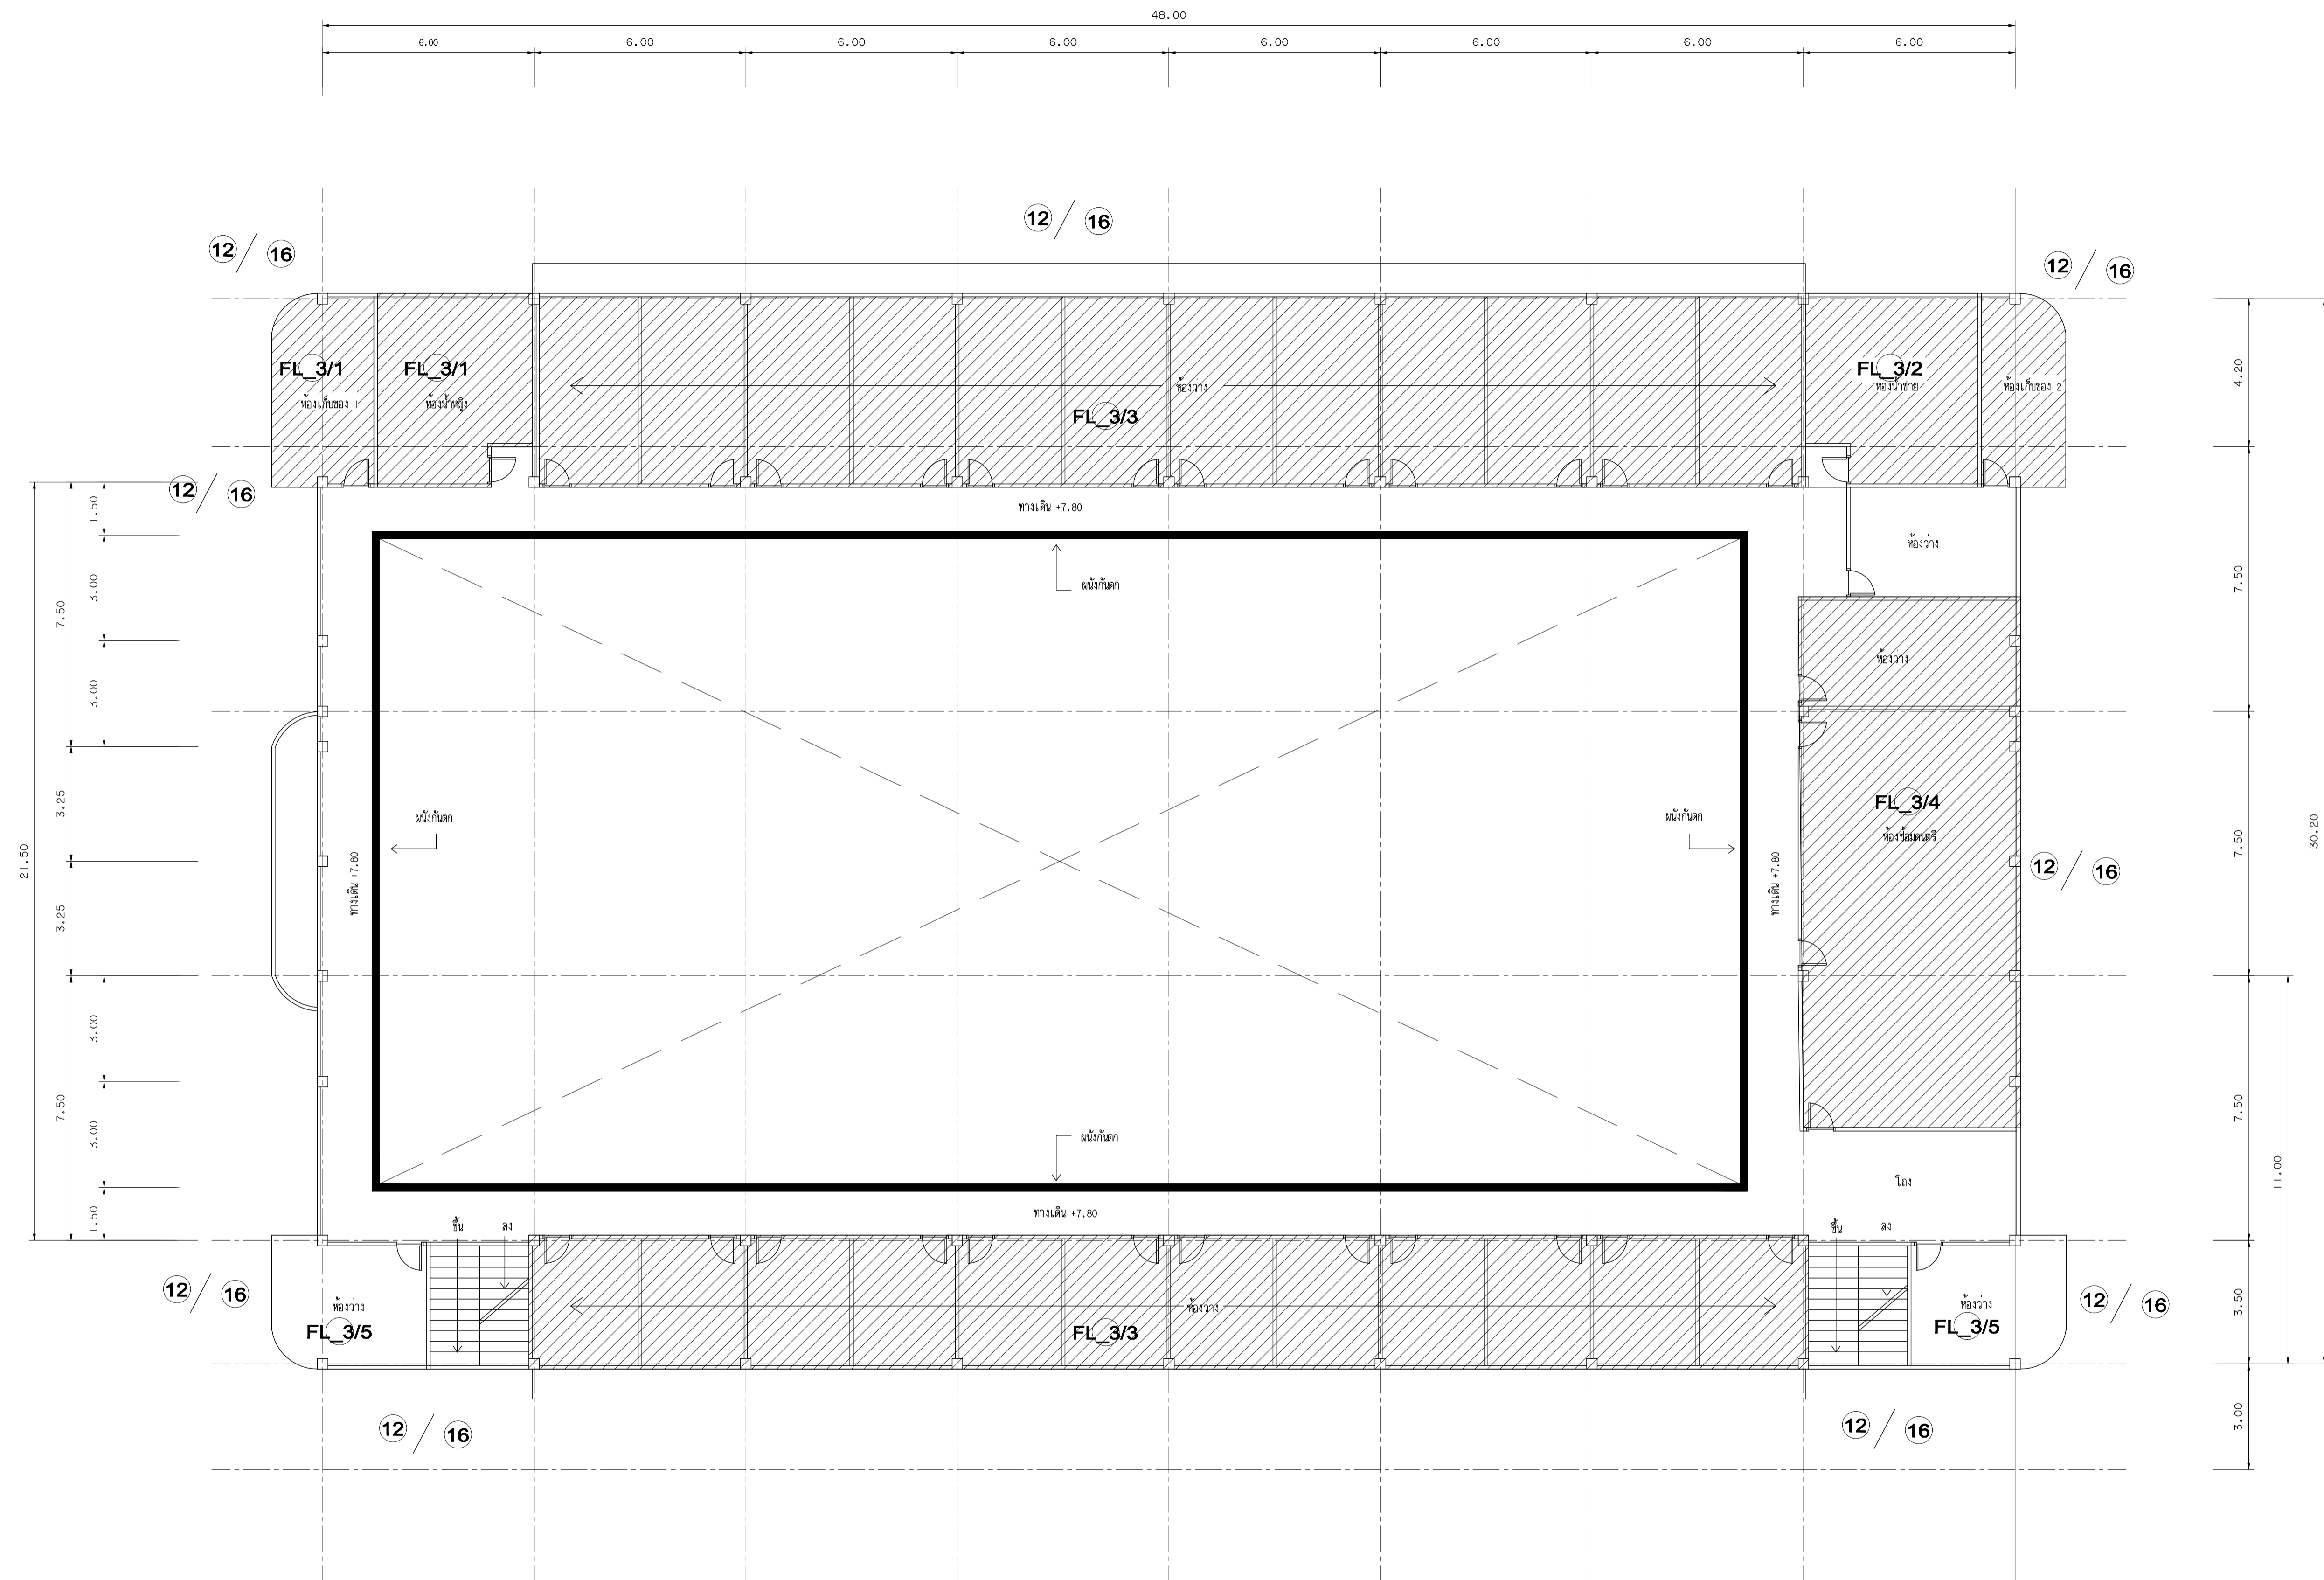 48.00
6.00 6.00 6.00 6.00 6.00 6.00 6.00 6.00
12 / 16
12 / 16
12 / 16
FL_3/1
ห้องเก็บของ 1
FL_3/1
ห้องน้ำหญิง
ห้องว่าง
FL_3/3
FL_3/2
ห้องน้ำชาย
ห้องเก็บของ 2
4.20
12 / 16
1.50
ทางเดิน +7.80
ห้องว่าง
3.00
7.50
ผนังกันตก
7.50
ห้องว่าง
3.00
3.25
ผนังกันตก
ผนังกันตก
FL_3/4
ห้องซ้อมดนตรี
7.50
30.20
21.50
ทางเดิน +7.80
ทางเดิน +7.80
12 / 16
3.25
3.00
7.50
3.00
ผนังกันตก
7.50
11.00
โถง
1.50
ทางเดิน +7.80
ขึ้น
ลง
ขึ้น
ลง
12 / 16
ห้องว่าง
FL_3/5
ห้องว่าง
FL_3/3
ห้องว่าง
FL_3/5
12 / 16
3.50
12 / 16
12 / 16
3.00